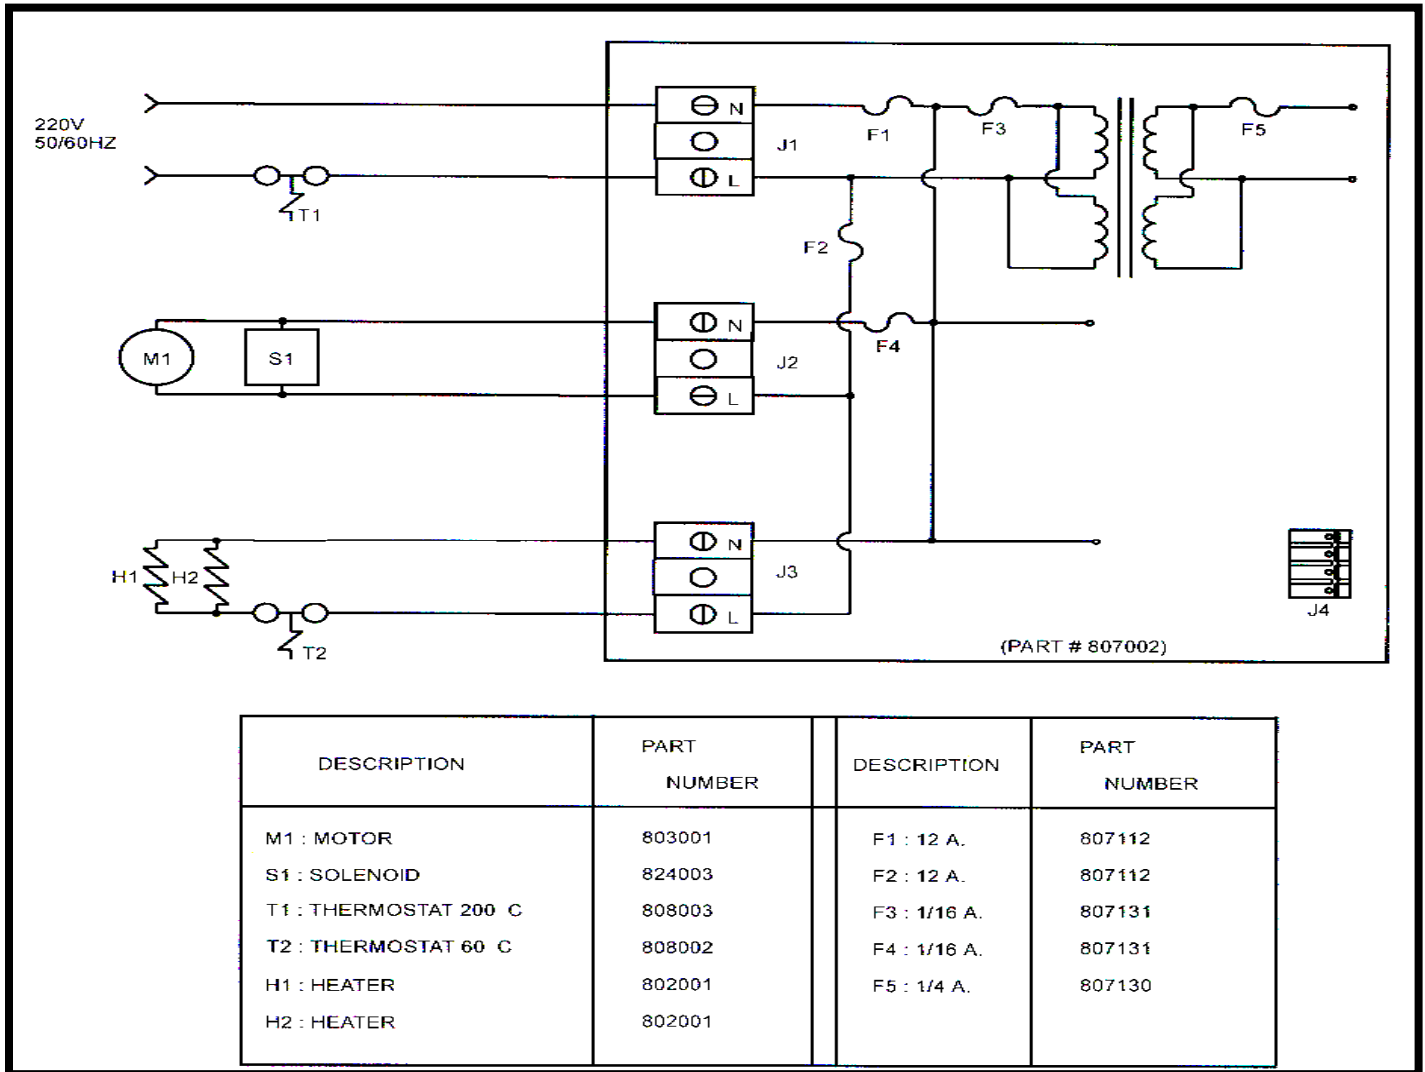 220V
50/60HZ
T1
N
J1
L
F1
F3
F5
F2
M1
S1
N
J2
L
F4
H1
H2
T2
N
J3
L
J4
(PART # 807002)
DESCRIPTION
PART
NUMBER
DESCRIPTION
PART
NUMBER
M1 : MOTOR 803001 F1 : 12 A. 807112
S1 : SOLENOID 824003 F2 : 12 A. 807112
T1 : THERMOSTAT 200 C 808003 F3 : 1/16 A. 807131
T2 : THERMOSTAT 60 C 808002 F4 : 1/16 A. 807131
H1 : HEATER 802001 F5 : 1/4 A. 807130
H2 : HEATER 802001